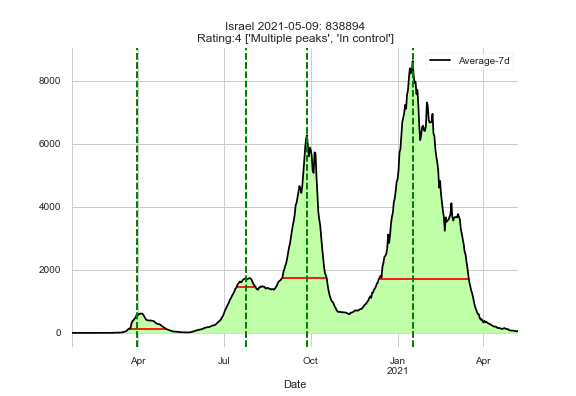 Israel 2021-05-09: 838894
Rating:4 ['Multiple peaks', 'In control']
Average-7d
8000
6000
4000
2000
0
Apr
Jul
Oct
Jan
2021
Apr
Date